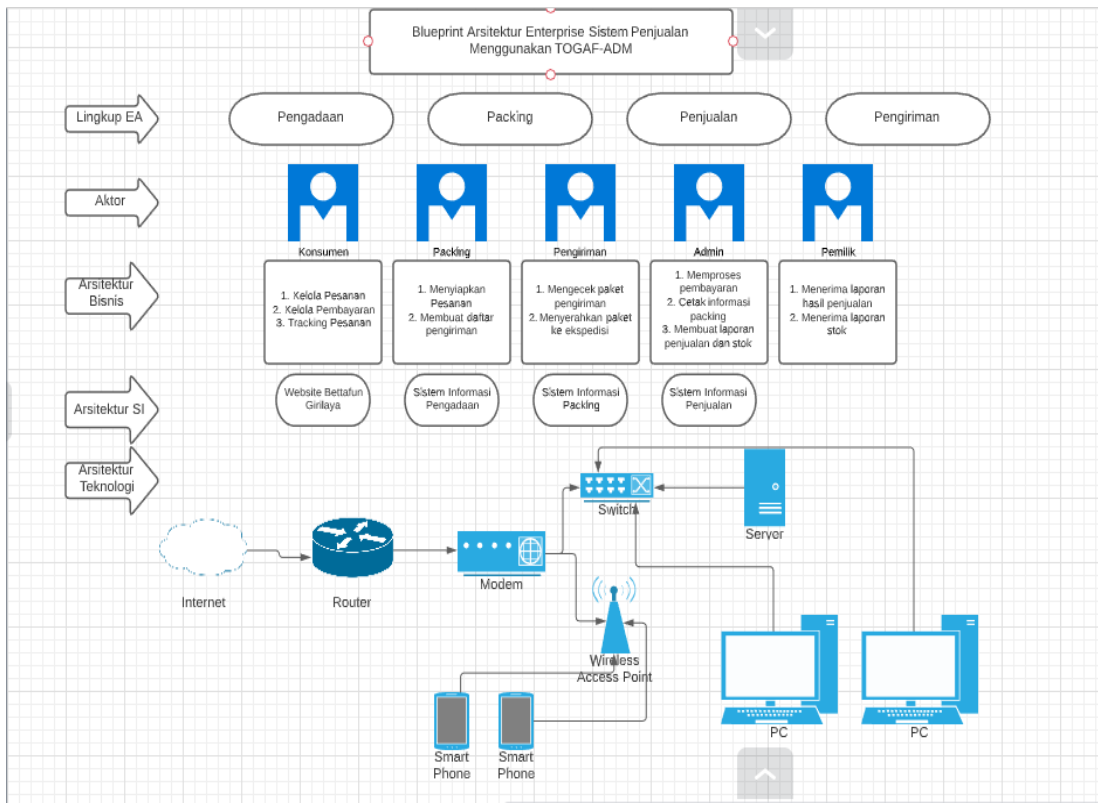 Blueprint Arsitektur Enterprise Sistem Penjualan
Menggunakan TOGAF-ADM
Lingkup EA
Pengadaan
Packing
Penjualan
Pengiriman
Aktor
Konsumen
Packing
Pengiriman
Admin
Pemilik
Arsitektur
Bisnis
1. Kelola Pesanan
2. Kelola Pembayaran
3. Tracking Pesanan
1. Menyiapkan
Pesanan
2. Membuat daftar
pengiriman
1. Mengecek paket
pengiriman
2. Menyerahkan paket
ke ekspedisi
1. Memproses
pembayaran
2. Cetak informasi
packing
3. Membuat laporan
penjualan dan stok
1. Menerima laporan
hasil penjualan
2. Menerima laporan
stok
Arsitektur SI
Website Bettafun
Girilaya
Sistem Informasi
Pengadaan
Sistem Informasi
Packing
Sistem Informasi
Penjualan
Arsitektur
Teknologi
Internet
Router
Modem
Switch
Server
Wireless
Access Point
Smart
Phone
Smart
Phone
PC
PC